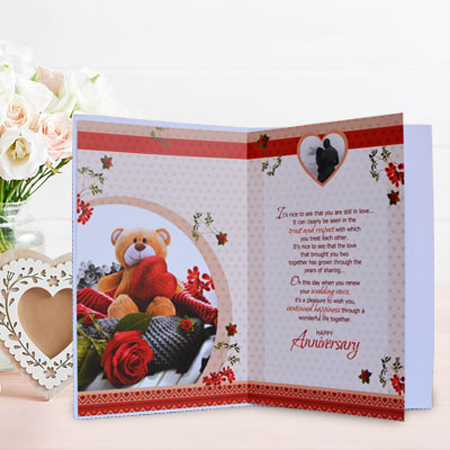 It's nice to see that you are still in love...
It can clearly be seen in the
trust and respect with which
you treat each other.
It's nice to see that the love
that brought you two
together has grown through the
years of sharing...
On this day when you renew
your wedding vows,
it's a pleasure to wish you,
continued happiness through a
wonderful life together.
HAPPY
Anniversary